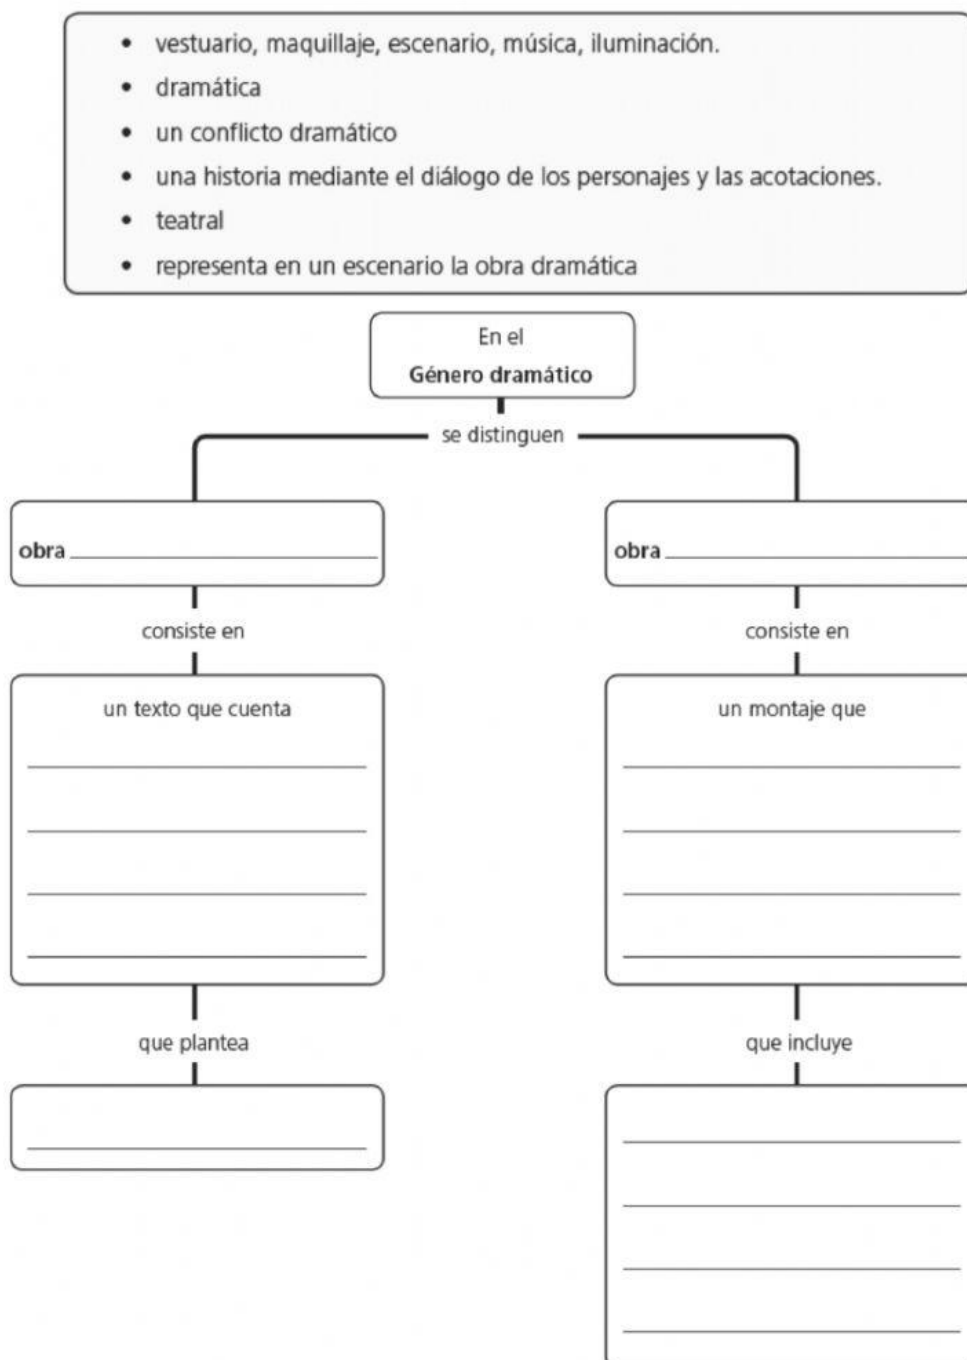 • vestuario, maquillaje, escenario, música, iluminación.
• dramática
• un conflicto dramático
• una historia mediante el diálogo de los personajes y las acotaciones.
• teatral
• representa en un escenario la obra dramática
En el
Género dramático
se distinguen
obra
obra
consiste en
consiste en
un texto que cuenta
un montaje que
que plantea
que incluye